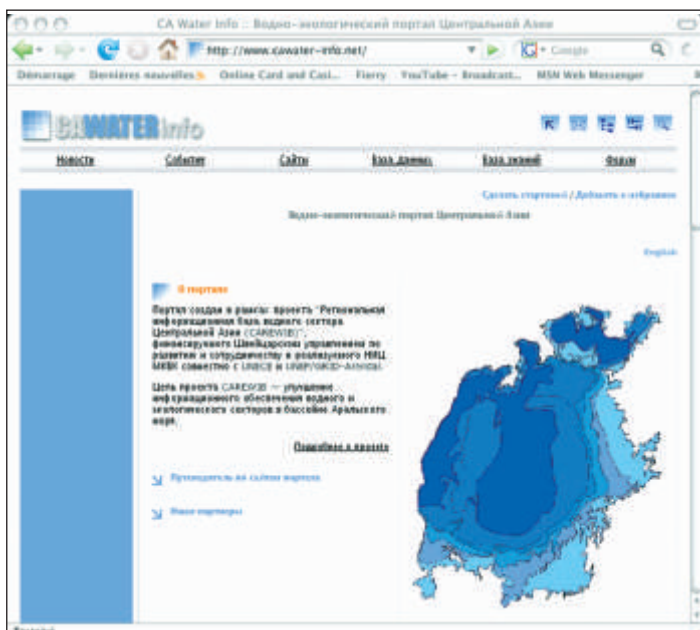 CA Water Info :: Водно-экологический портал Центральной Азии
http://www.cawater-info.net/
Google
Démarrage Dernières nouvelles Online Card and Casi... Fierry YouTube - Broadcast... MSN Web Messenger
CAWATERinfo
Новости События Сайты База данных База знаний Форум
Сделать стартовой / Добавить в избранное
Водно-экологический портал Центральной Азии
English
О портале
Портал создан в рамках проекта "Региональная
информационная база водного сектора
Центральной Азии (CAREWIB)",
финансируемого Швейцарским управлением по
развитию и сотрудничеству и реализуемого НИЦ
МКВК совместно с UNECE и UNEP/GRID-Arendal.
Цель проекта CAREWIB — улучшение
информационного обеспечения водного и
экологического секторов в бассейне Аральского
моря.
Подробнее о проекте
Путеводитель по сайтам портала
Наши партнеры